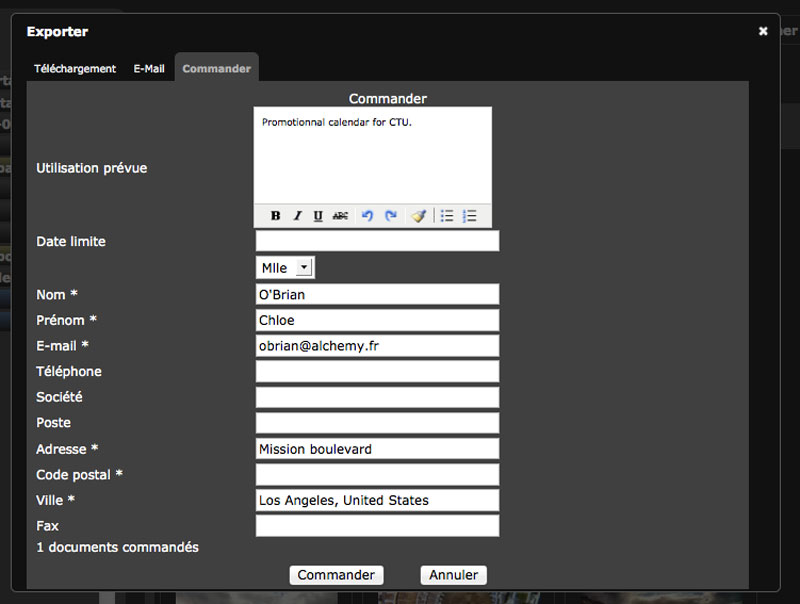 Exporter
Téléchargement E-Mail Commander
Commander
Promotionnal calendar for CTU.
Utilisation prévue
B I U ABC
Date limite
Mlle
Nom * O'Brian
Prénom * Chloe
E-mail * obrian@alchemy.fr
Téléphone
Société
Poste
Adresse * Mission boulevard
Code postal *
Ville * Los Angeles, United States
Fax
1 documents commandés
Commander Annuler